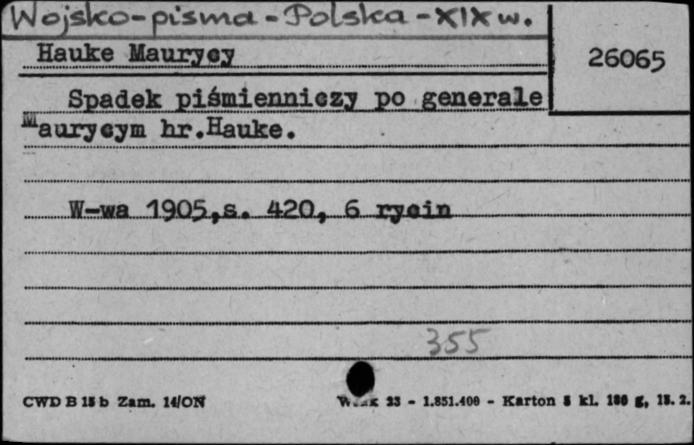 Wojsko-pisma-Polska-XIX w.
Hauke Maurycy
26065
Spadek piśmienniczy po generale
Maurycym hr.Hauke.
W-wa 1905,s. 420, 6 rycin
355
CWD B 15 b Zam. 14/ON
33 - 1.851.400 - Karton kl. g,